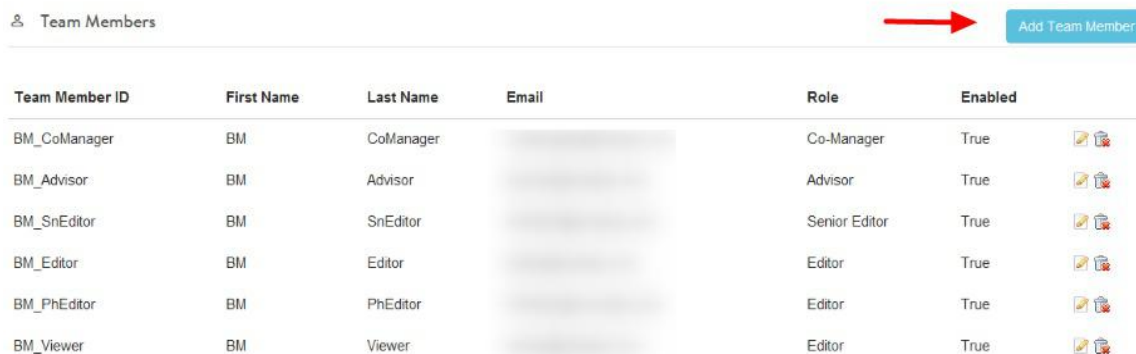 Team Members
Add Team Member
Team Member ID First Name Last Name Email Role Enabled
BM_CoManager BM CoManager Co-Manager True
BM_Advisor BM Advisor Advisor True
BM_SnEditor BM SnEditor Senior Editor True
BM_Editor BM Editor Editor True
BM_PhEditor BM PhEditor Editor True
BM_Viewer BM Viewer Editor True